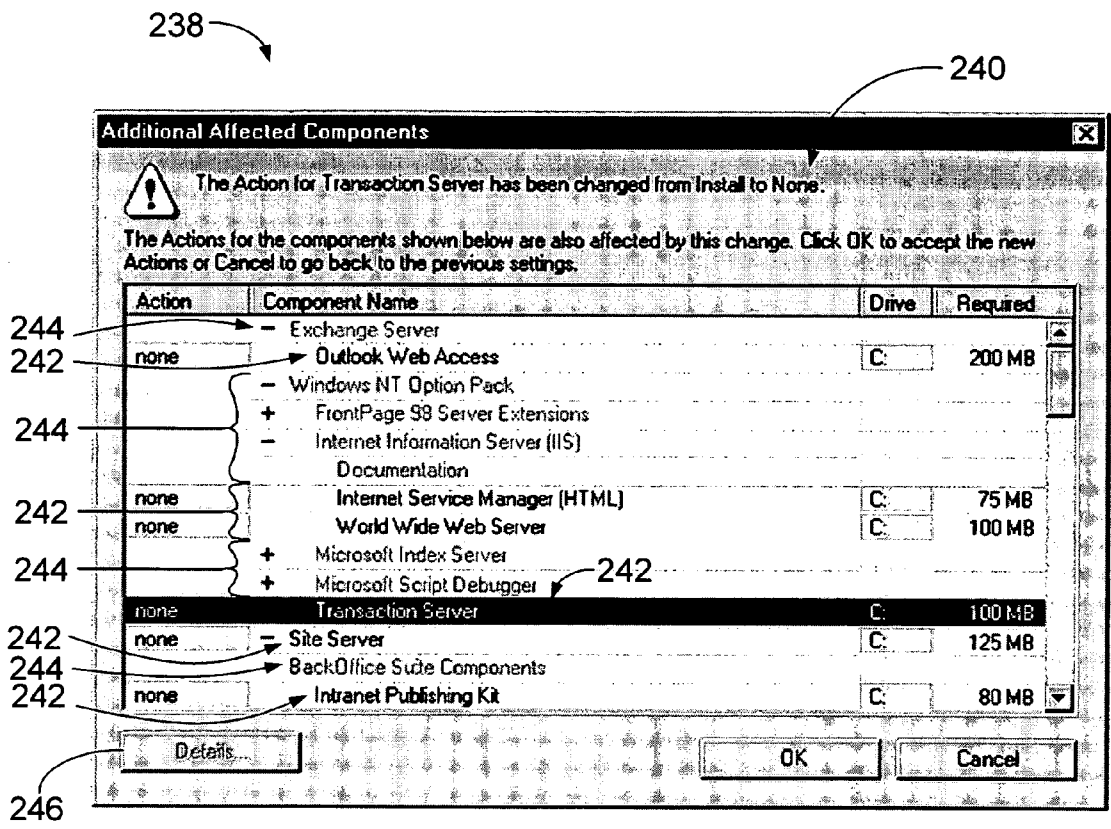 238
240
Additional Affected Components
The Action for Transaction Server has been changed from Install to None.
The Actions for the components shown below are also affected by this change. Click OK to accept the new
Actions or Cancel to go back to the previous settings.
Action Component Name Drive Required
244 − Exchange Server
242 none Outlook Web Access C: 200 MB
− Windows NT Option Pack
+ FrontPage 98 Server Extensions
244 − Internet Information Server (IIS)
Documentation
none Internet Service Manager (HTML) C: 75 MB
242 none World Wide Web Server C: 100 MB
+ Microsoft Index Server
244 + Microsoft Script Debugger 242
none Transaction Server C: 100 MB
242 none − Site Server C: 125 MB
244 BackOffice Suite Components
242 none Intranet Publishing Kit C: 80 MB
Details... OK Cancel
246